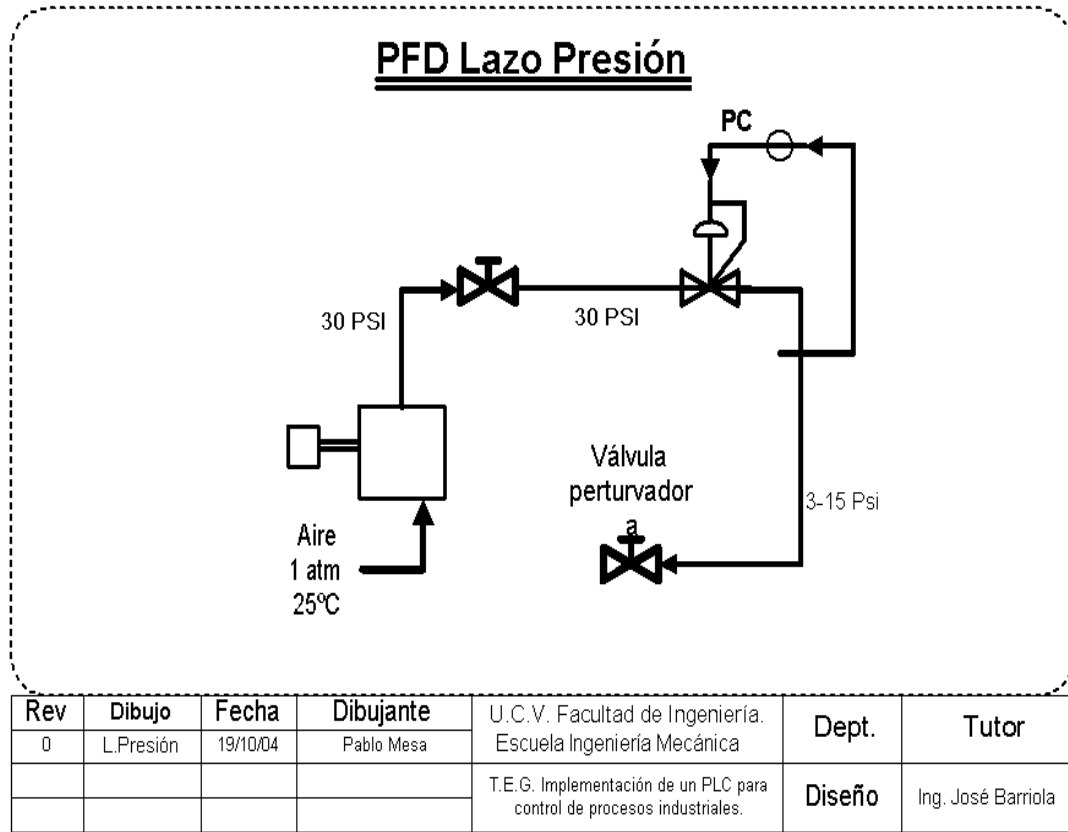 PFD Lazo Presión
PC
30 PSI
30 PSI
Válvula
perturvador
a
3-15 Psi
Aire
1 atm
25ºC
Rev
Dibujo
Fecha
Dibujante
U.C.V. Facultad de Ingeniería.
Escuela Ingeniería Mecánica
Dept.
Tutor
0
L.Presión
19/10/04
Pablo Mesa
T.E.G. Implementación de un PLC para
control de procesos industriales.
Diseño
Ing. José Barriola